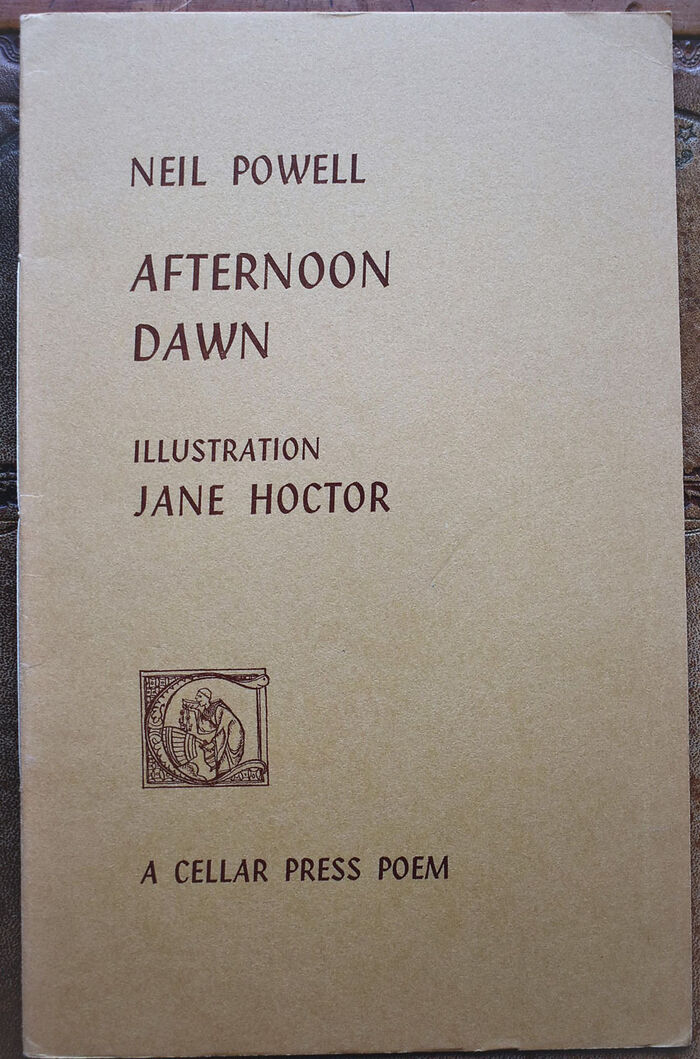 NEIL POWELL
AFTERNOON
DAWN
ILLUSTRATION
JANE HOCTOR
A CELLAR PRESS POEM